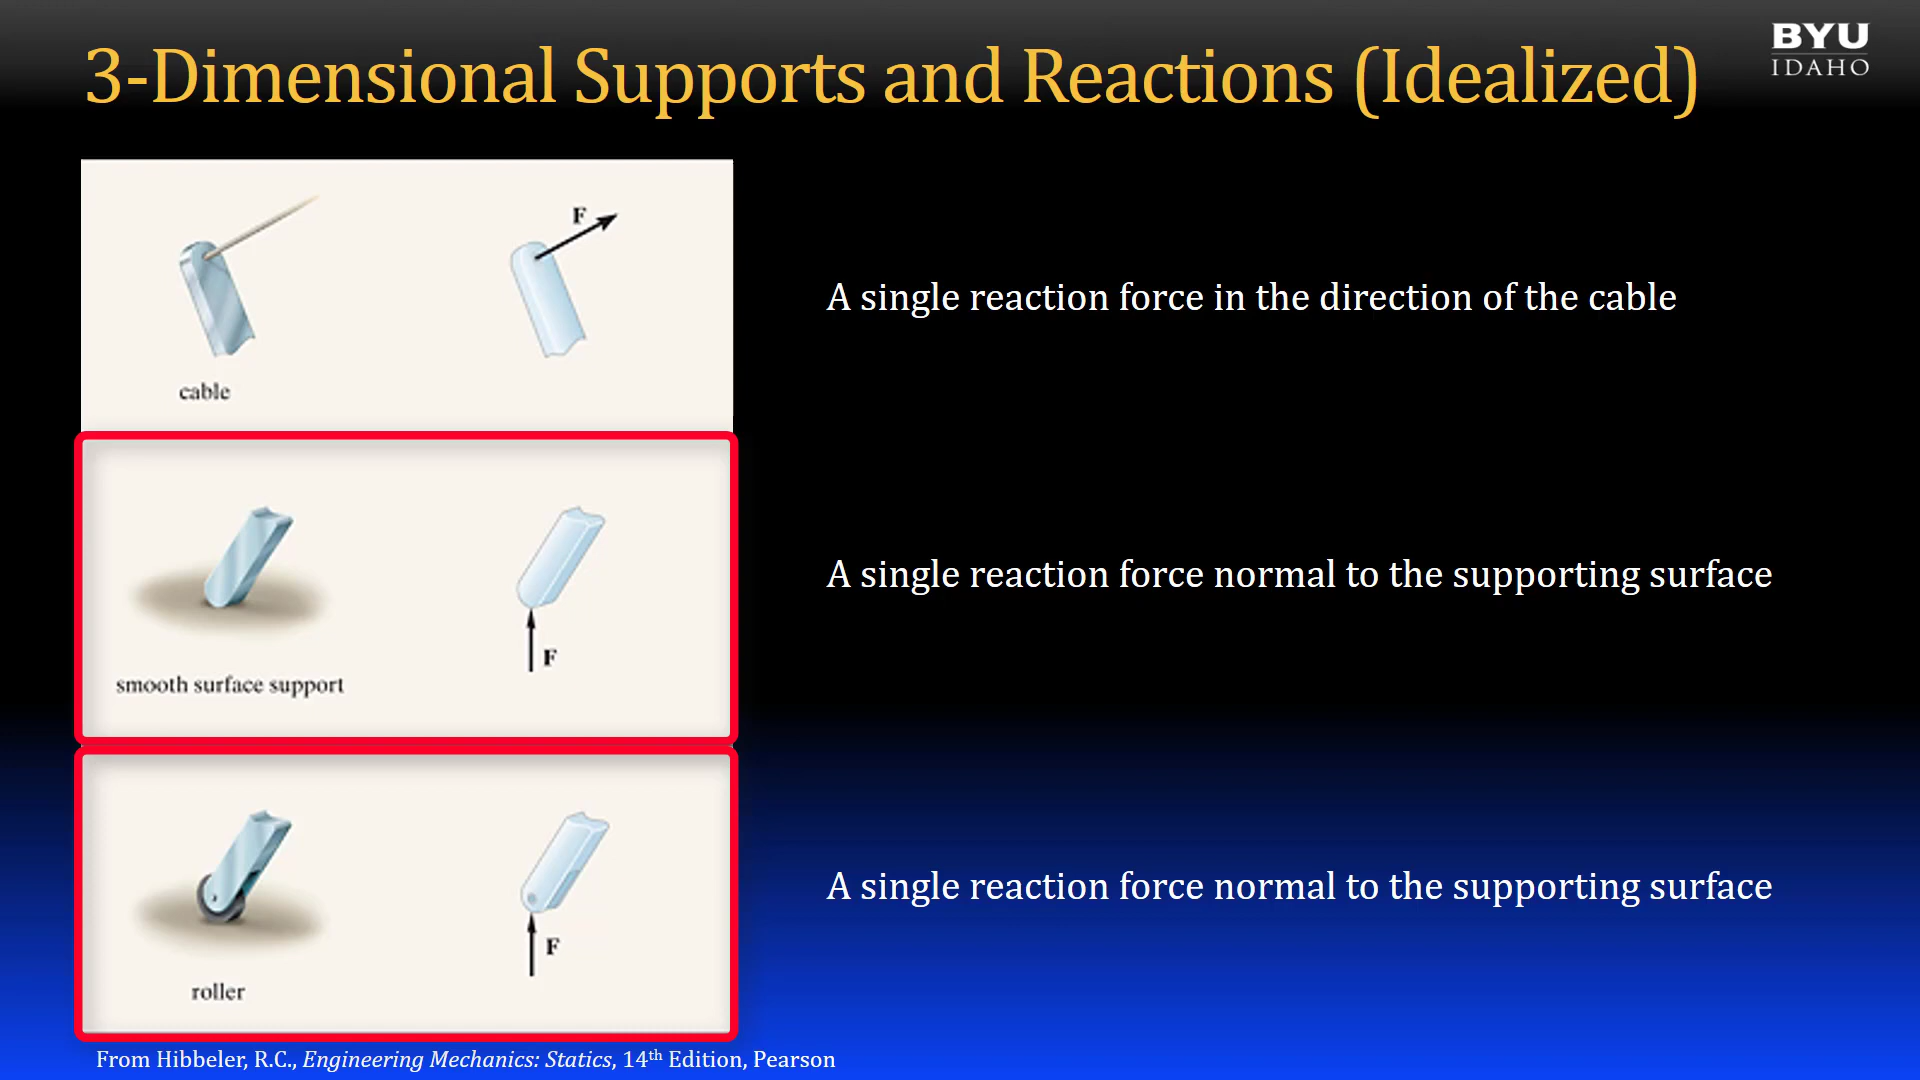 3-Dimensional Supports and Reactions (Idealized)
BYU
IDAHO
F
cable
A single reaction force in the direction of the cable
F
smooth surface support
A single reaction force normal to the supporting surface
F
roller
A single reaction force normal to the supporting surface
From Hibbeler, R.C., Engineering Mechanics: Statics, 14th Edition, Pearson